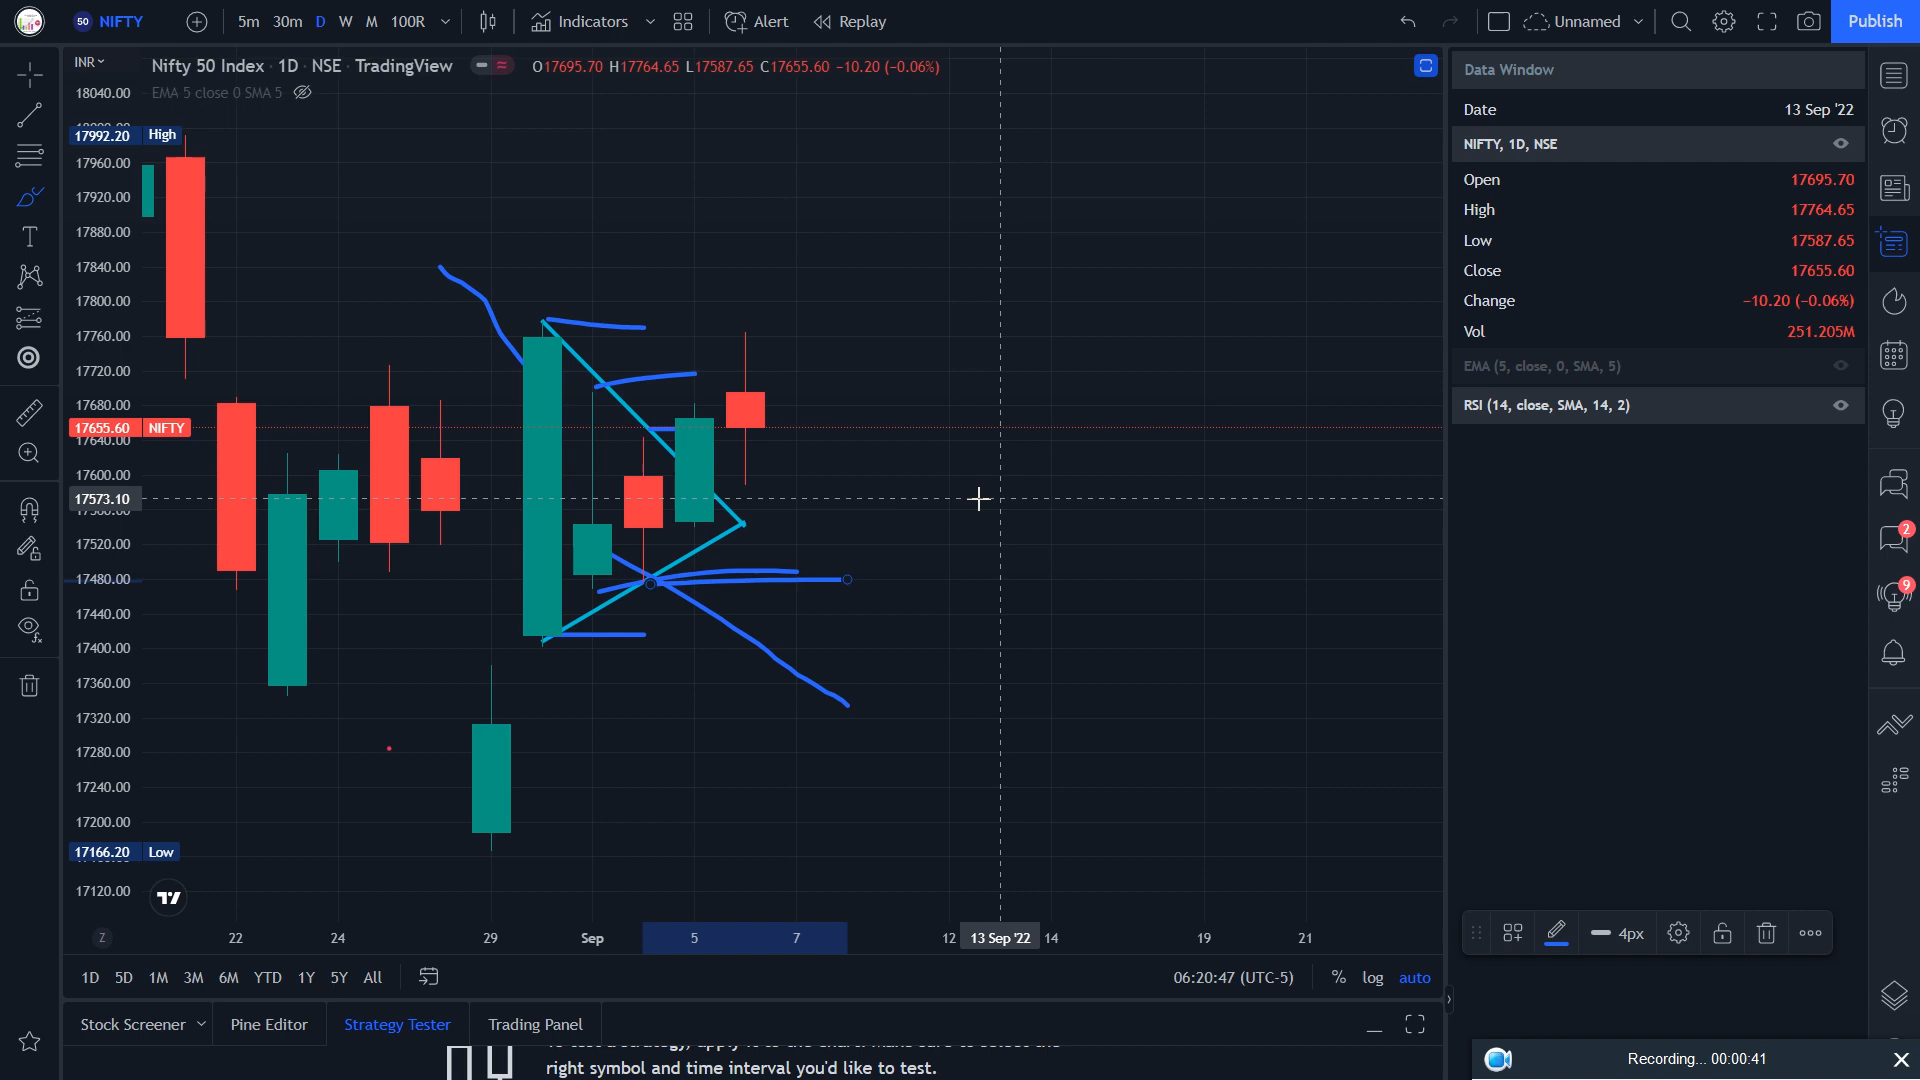 50 NIFTY 5m 30m D W M 100R Indicators Alert Replay Unnamed Publish
INR
Nifty 50 Index · 1D · NSE · TradingView O17695.70 H17764.65 L17587.65 C17655.60 −10.20 (−0.06%)
EMA 5 close 0 SMA 5
18040.00
17992.20 High
17960.00
17920.00
17880.00
17840.00
17800.00
17760.00
17720.00
17680.00
17655.60 NIFTY
17640.00
17600.00
17573.10
17560.00
17520.00
17480.00
17440.00
17400.00
17360.00
17320.00
17280.00
17240.00
17200.00
17166.20 Low
17120.00
Z 22 24 29 Sep 5 7 12 13 Sep '22 14 19 21
1D 5D 1M 3M 6M YTD 1Y 5Y All 06:20:47 (UTC-5) % log auto
Stock Screener Pine Editor Strategy Tester Trading Panel
right symbol and time interval you'd like to test.
Data Window
Date 13 Sep '22
NIFTY, 1D, NSE
Open 17695.70
High 17764.65
Low 17587.65
Close 17655.60
Change −10.20 (−0.06%)
Vol 251.205M
EMA (5, close, 0, SMA, 5)
RSI (14, close, SMA, 14, 2)
2
9
4px
Recording... 00:00:41